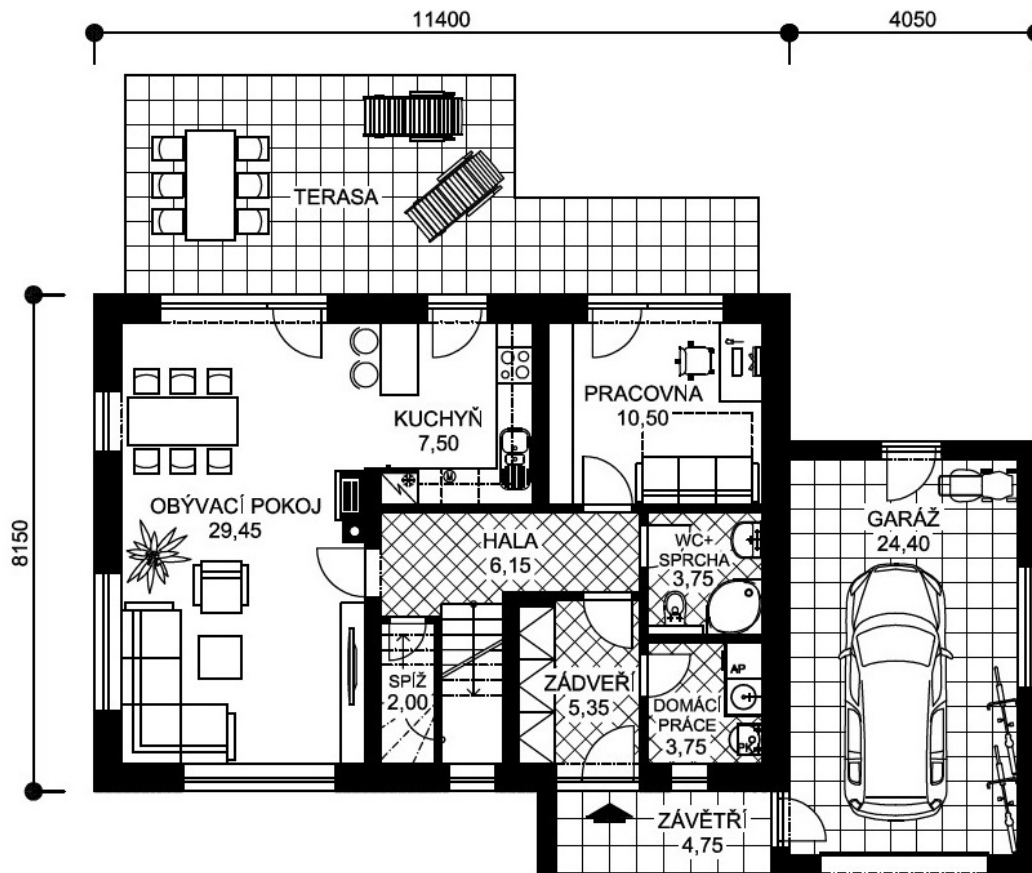 11400
4050
TERASA
8150
PRACOVNA
10,50
KUCHYŇ
7,50
OBÝVACÍ POKOJ
29,45
M
GARÁŽ
24,40
HALA
6,15
WC+
SPRCHA
3,75
SPÍŽ
2,00
ZÁDVEŘÍ
5,35
AP
DOMÁCÍ
PRÁCE
3,75
PK
ZÁVĚTŘÍ
4,75